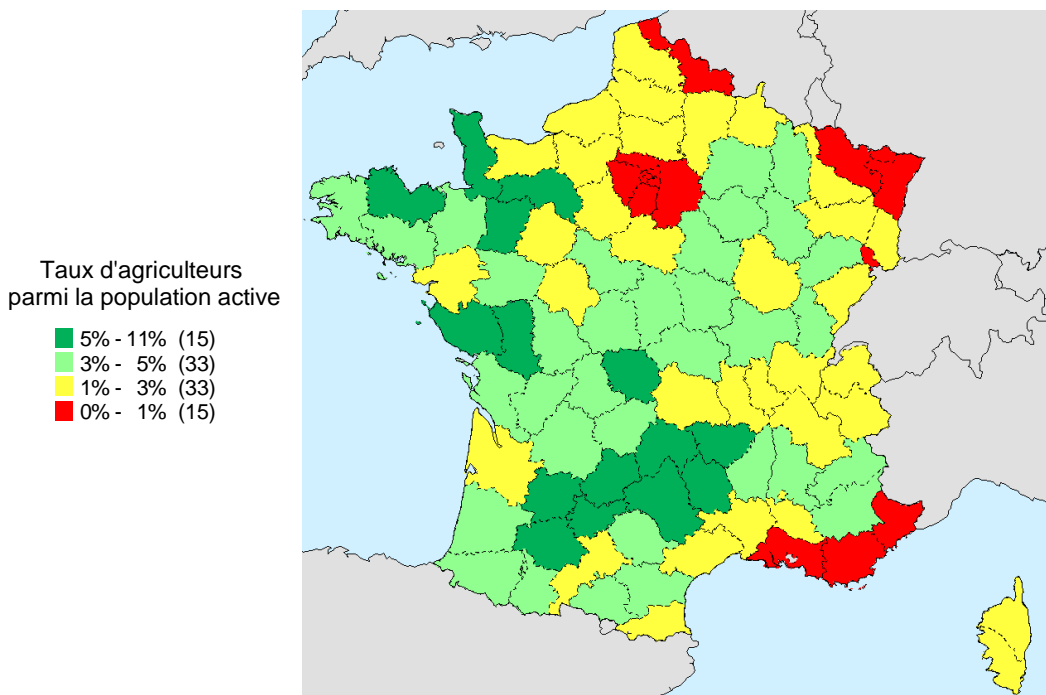 Taux d'agriculteurs
parmi la population active
5% - 11% (15)
3% - 5% (33)
1% - 3% (33)
0% - 1% (15)